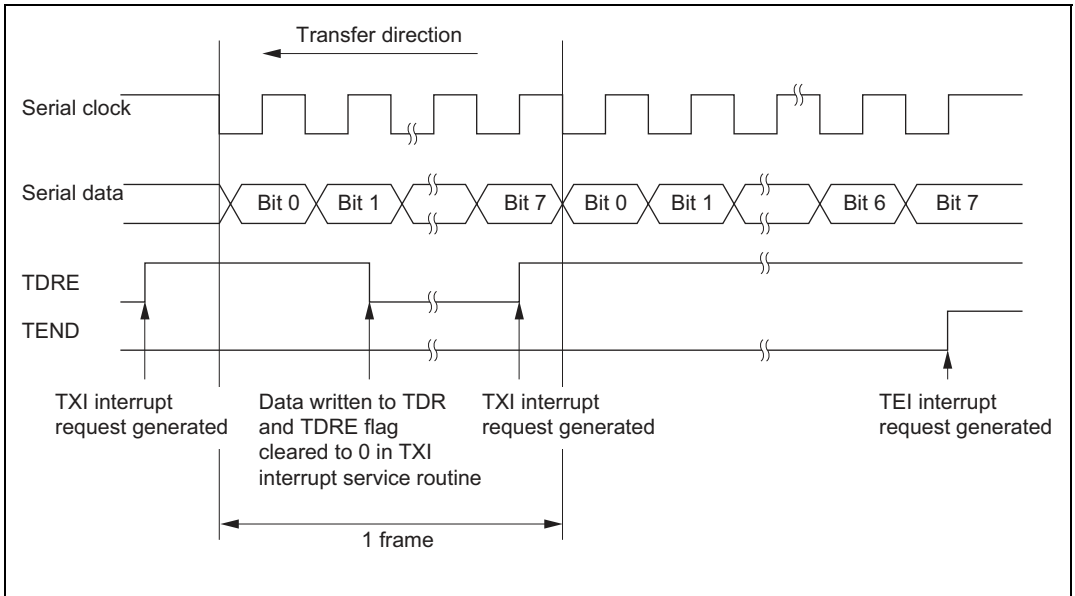 Transfer direction
Serial clock
Serial data
Bit 0
Bit 1
Bit 7
Bit 0
Bit 1
Bit 6
Bit 7
TDRE
TEND
TXI interrupt
request generated
Data written to TDR
and TDRE flag
cleared to 0 in TXI
interrupt service routine
TXI interrupt
request generated
TEI interrupt
request generated
1 frame